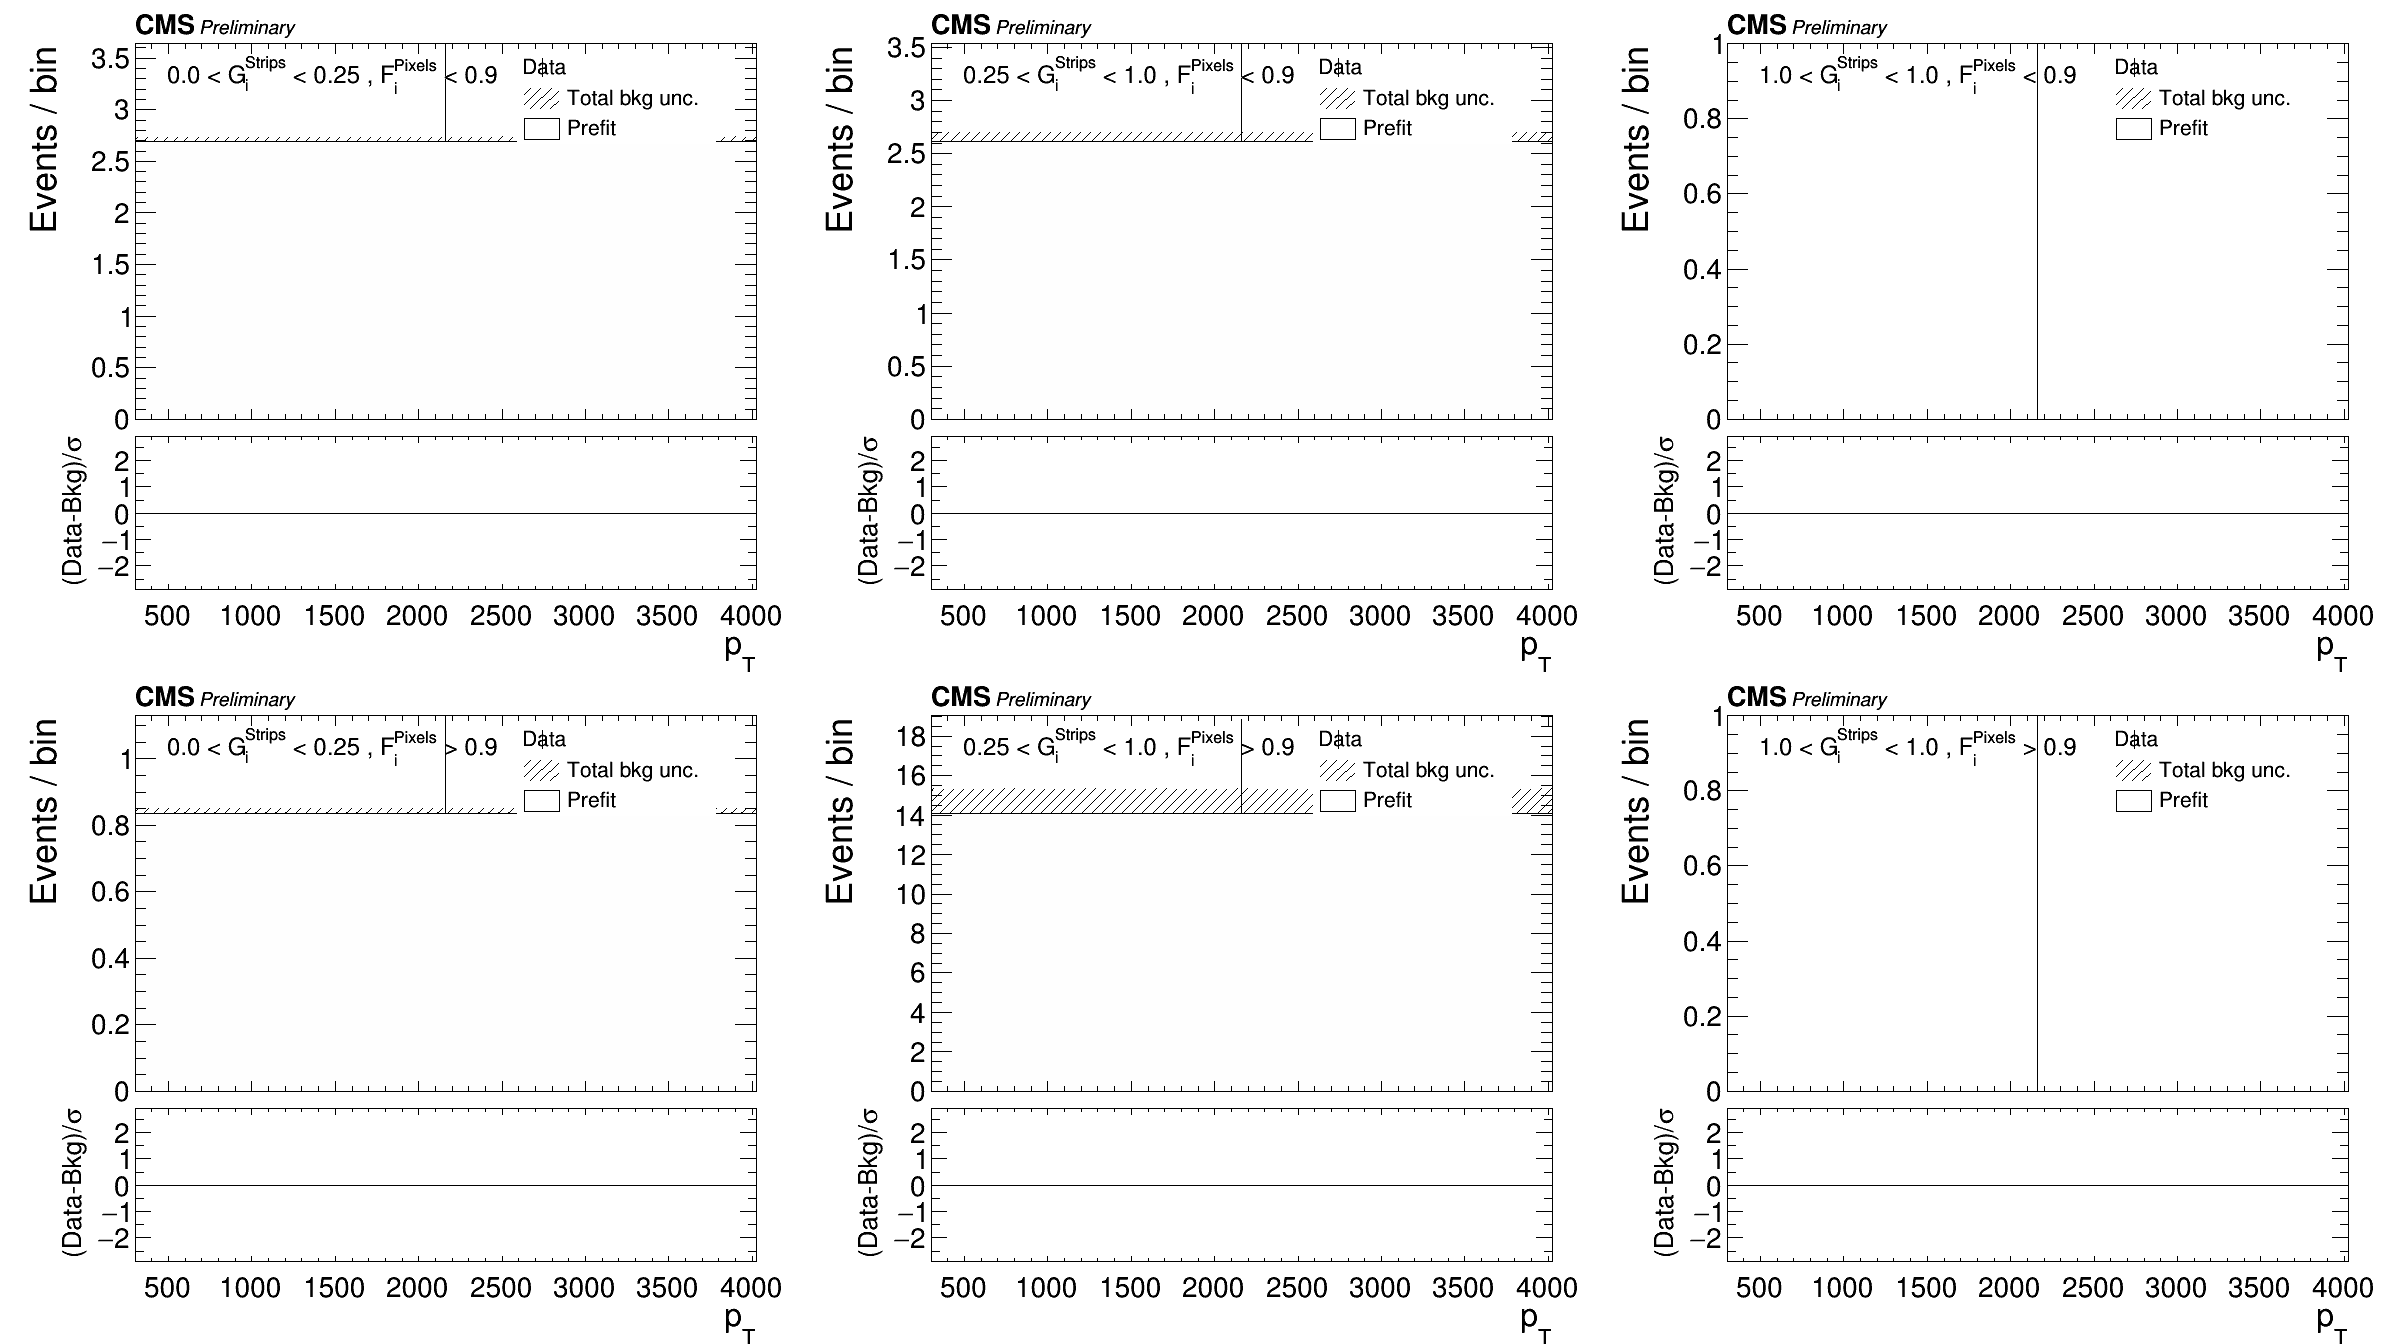 CMS Preliminary
Events / bin
3.5
3
2.5
2
1.5
1
0.5
0
0.0 < G_i^Strips < 0.25 , F_i^Pixels < 0.9
Data
Total bkg unc.
Prefit
(Data-Bkg)/σ
2
1
0
−1
−2
500 1000 1500 2000 2500 3000 3500 4000
p_T
CMS Preliminary
Events / bin
3.5
3
2.5
2
1.5
1
0.5
0
0.25 < G_i^Strips < 1.0 , F_i^Pixels < 0.9
Data
Total bkg unc.
Prefit
(Data-Bkg)/σ
2
1
0
−1
−2
500 1000 1500 2000 2500 3000 3500 4000
p_T
CMS Preliminary
Events / bin
1
0.8
0.6
0.4
0.2
0
1.0 < G_i^Strips < 1.0 , F_i^Pixels < 0.9
Data
Total bkg unc.
Prefit
(Data-Bkg)/σ
2
1
0
−1
−2
500 1000 1500 2000 2500 3000 3500 4000
p_T
CMS Preliminary
Events / bin
1
0.8
0.6
0.4
0.2
0
0.0 < G_i^Strips < 0.25 , F_i^Pixels > 0.9
Data
Total bkg unc.
Prefit
(Data-Bkg)/σ
2
1
0
−1
−2
500 1000 1500 2000 2500 3000 3500 4000
p_T
CMS Preliminary
Events / bin
18
16
14
12
10
8
6
4
2
0
0.25 < G_i^Strips < 1.0 , F_i^Pixels > 0.9
Data
Total bkg unc.
Prefit
(Data-Bkg)/σ
2
1
0
−1
−2
500 1000 1500 2000 2500 3000 3500 4000
p_T
CMS Preliminary
Events / bin
1
0.8
0.6
0.4
0.2
0
1.0 < G_i^Strips < 1.0 , F_i^Pixels > 0.9
Data
Total bkg unc.
Prefit
(Data-Bkg)/σ
2
1
0
−1
−2
500 1000 1500 2000 2500 3000 3500 4000
p_T